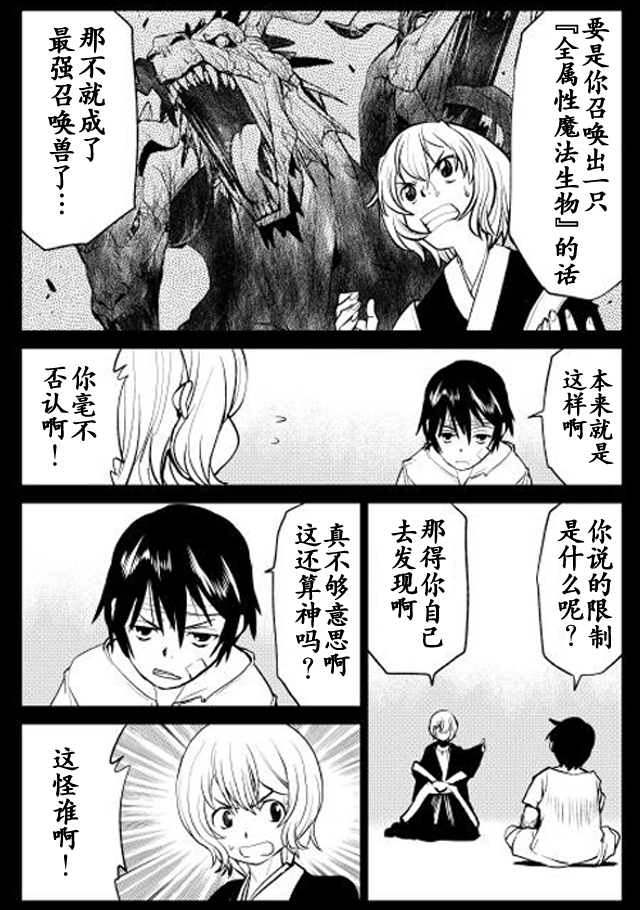 要是你召唤出一只
『全属性魔法生物』的话
那不就成了
最强召唤兽了…
本来就是
这样啊
你毫不
否认啊！
你说的限制
是什么呢？
那得你自己
去发现啊
真不够意思啊
这还算神吗？
这怪谁啊！